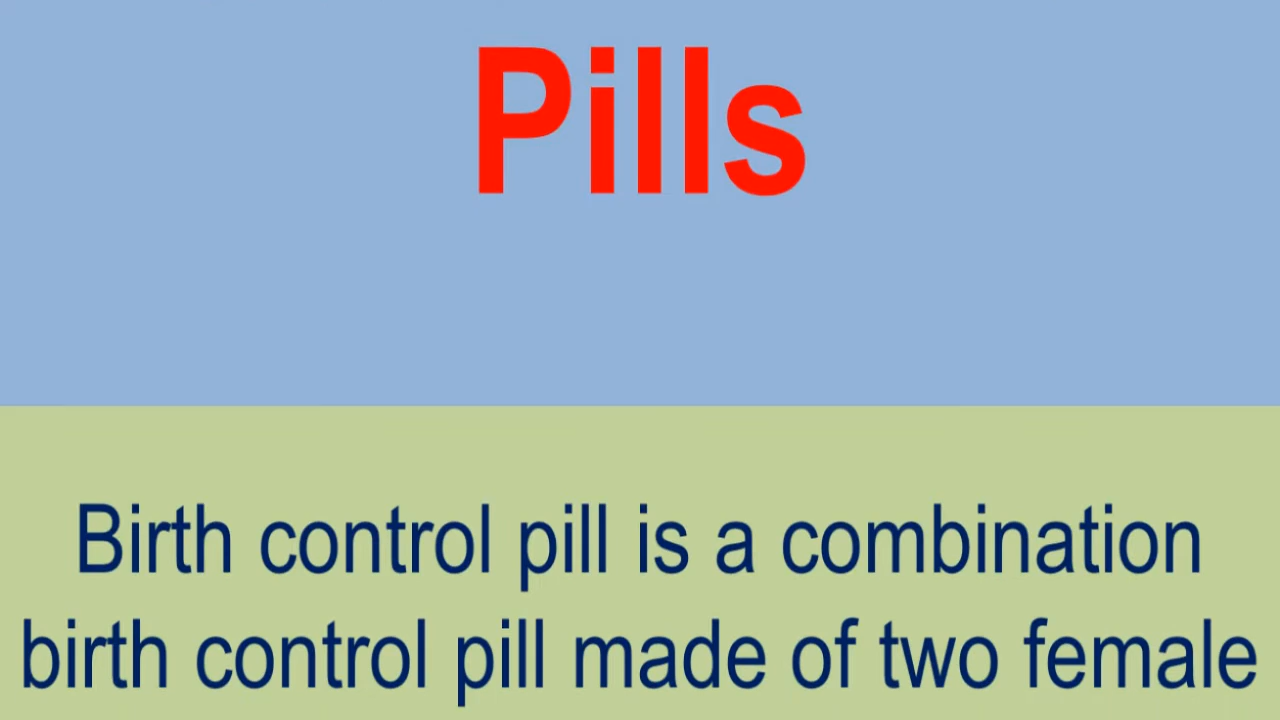 Pills
Birth control pill is a combination
birth control pill made of two female